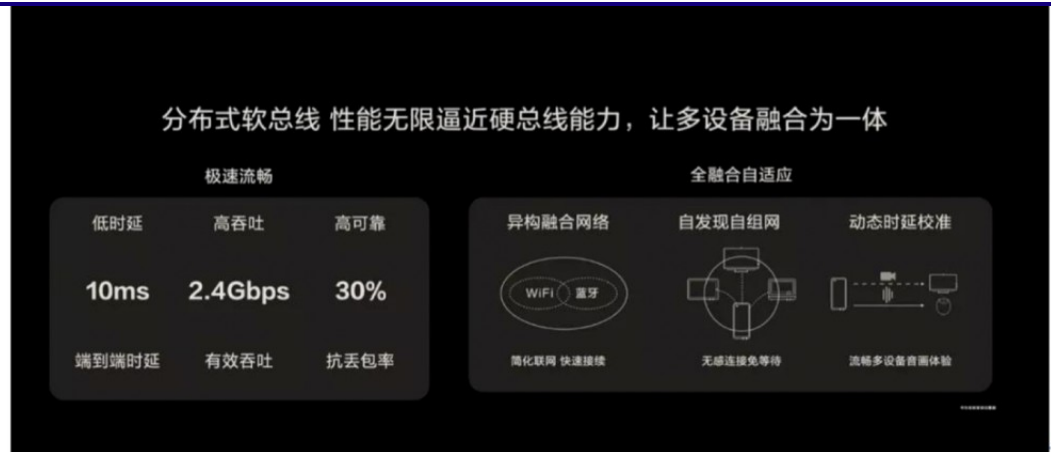 分布式软总线 性能无限逼近硬总线能力，让多设备融合为一体
极速流畅
低时延 高吞吐 高可靠
10ms 2.4Gbps 30%
端到端时延 有效吞吐 抗丢包率
全融合自适应
异构融合网络 自发现自组网 动态时延校准
WiFi 蓝牙
简化联网 快速接续 无感连接免等待 流畅多设备音画体验